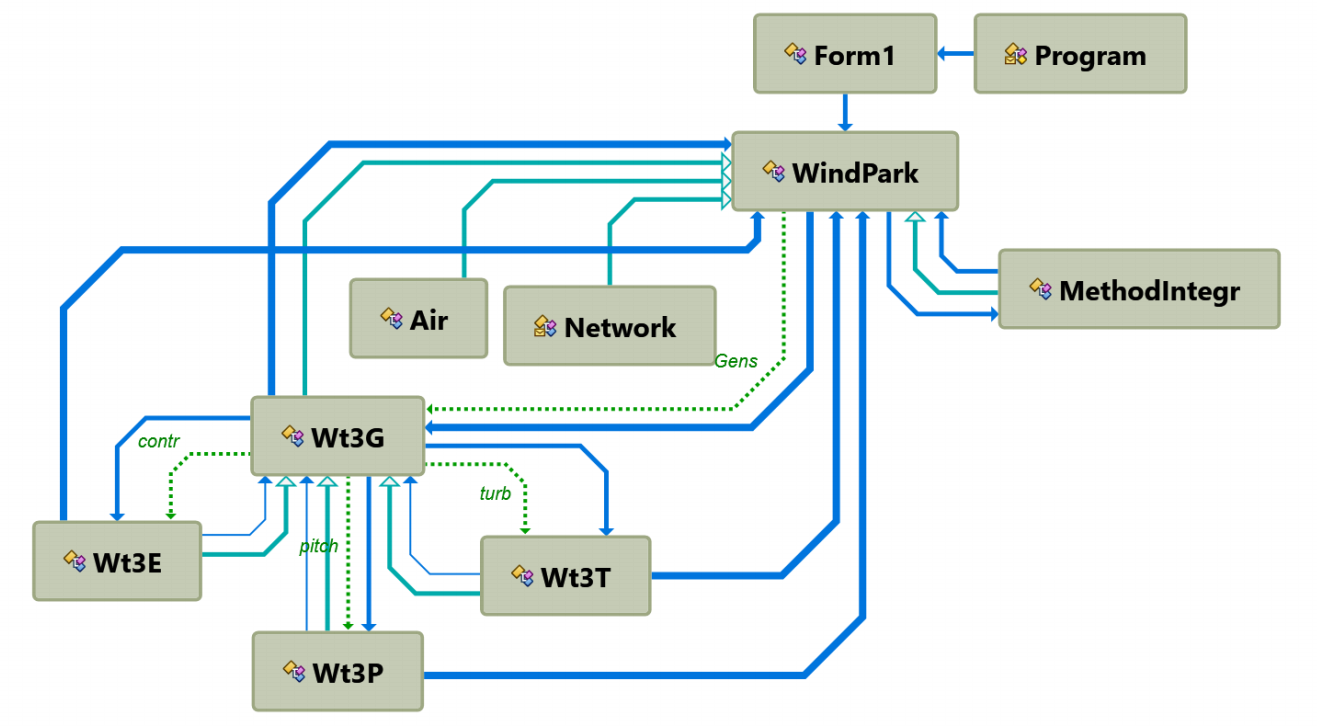 Form1
Program
WindPark
MethodIntegr
Air
Network
Gens
Wt3G
contr
turb
pitch
Wt3E
Wt3T
Wt3P